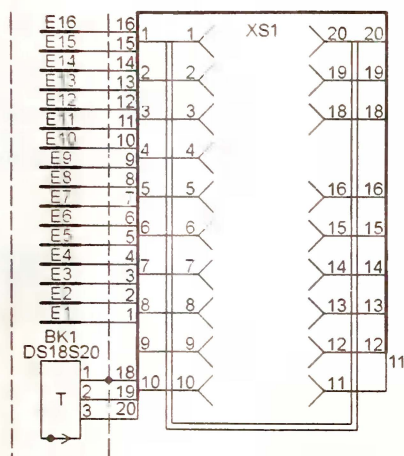 E16 16
E15 15
E14 14
E13 13
E12 12
E11 11
E10 10
E9 9
E8 8
E7 7
E6 6
E5 5
E4 4
E3 3
E2 2
E1 1
BK1
DS18S20
T
1 18
2 19
3 20
XS1
1 1 20 20
2 2 19 19
3 3 18 18
4 4
5 5 16 16
6 6 15 15
7 7 14 14
8 8 13 13
9 9 12 12
11
10 10 11